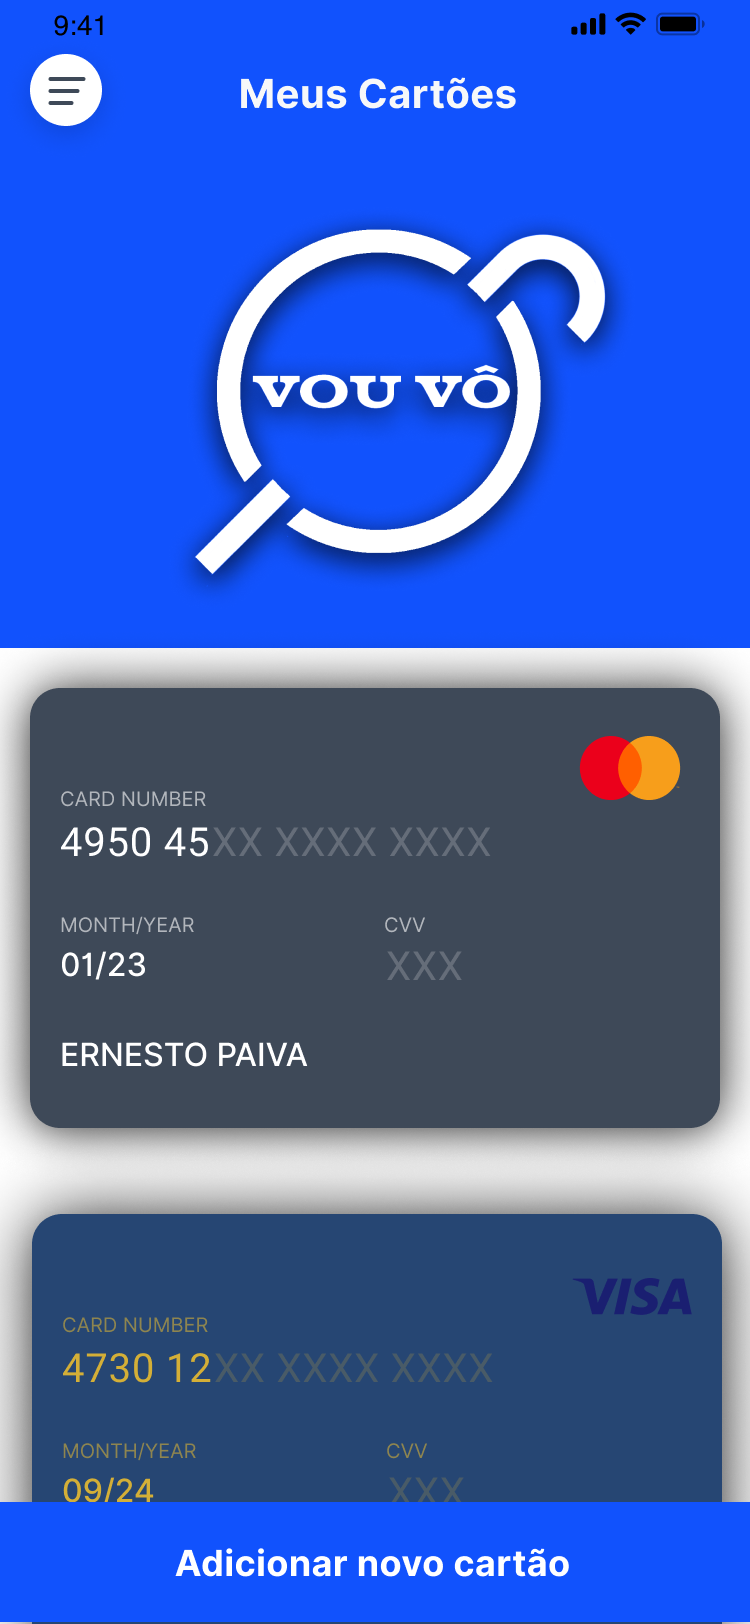 9:41
Meus Cartões
VOU VÔ
CARD NUMBER
4950 45XX XXXX XXXX
MONTH/YEAR CVV
01/23 XXX
ERNESTO PAIVA
VISA
CARD NUMBER
4730 12XX XXXX XXXX
MONTH/YEAR CVV
09/24 XXX
Adicionar novo cartão